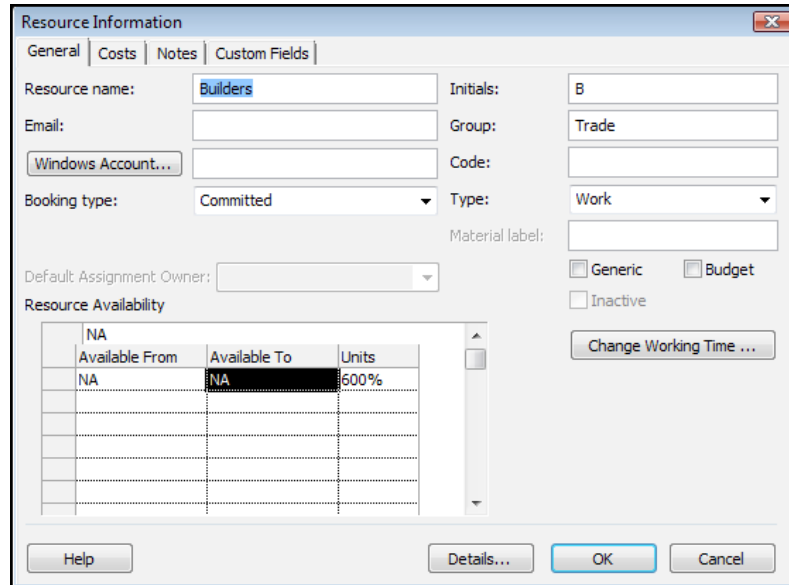 Resource Information
General Costs Notes Custom Fields
Resource name: Builders Initials: B
Email: Group: Trade
Windows Account... Code:
Booking type: Committed Type: Work
Material label:
Default Assignment Owner: Generic Budget
Resource Availability Inactive
NA Change Working Time ...
Available From Available To Units
NA NA 600%
Help Details... OK Cancel